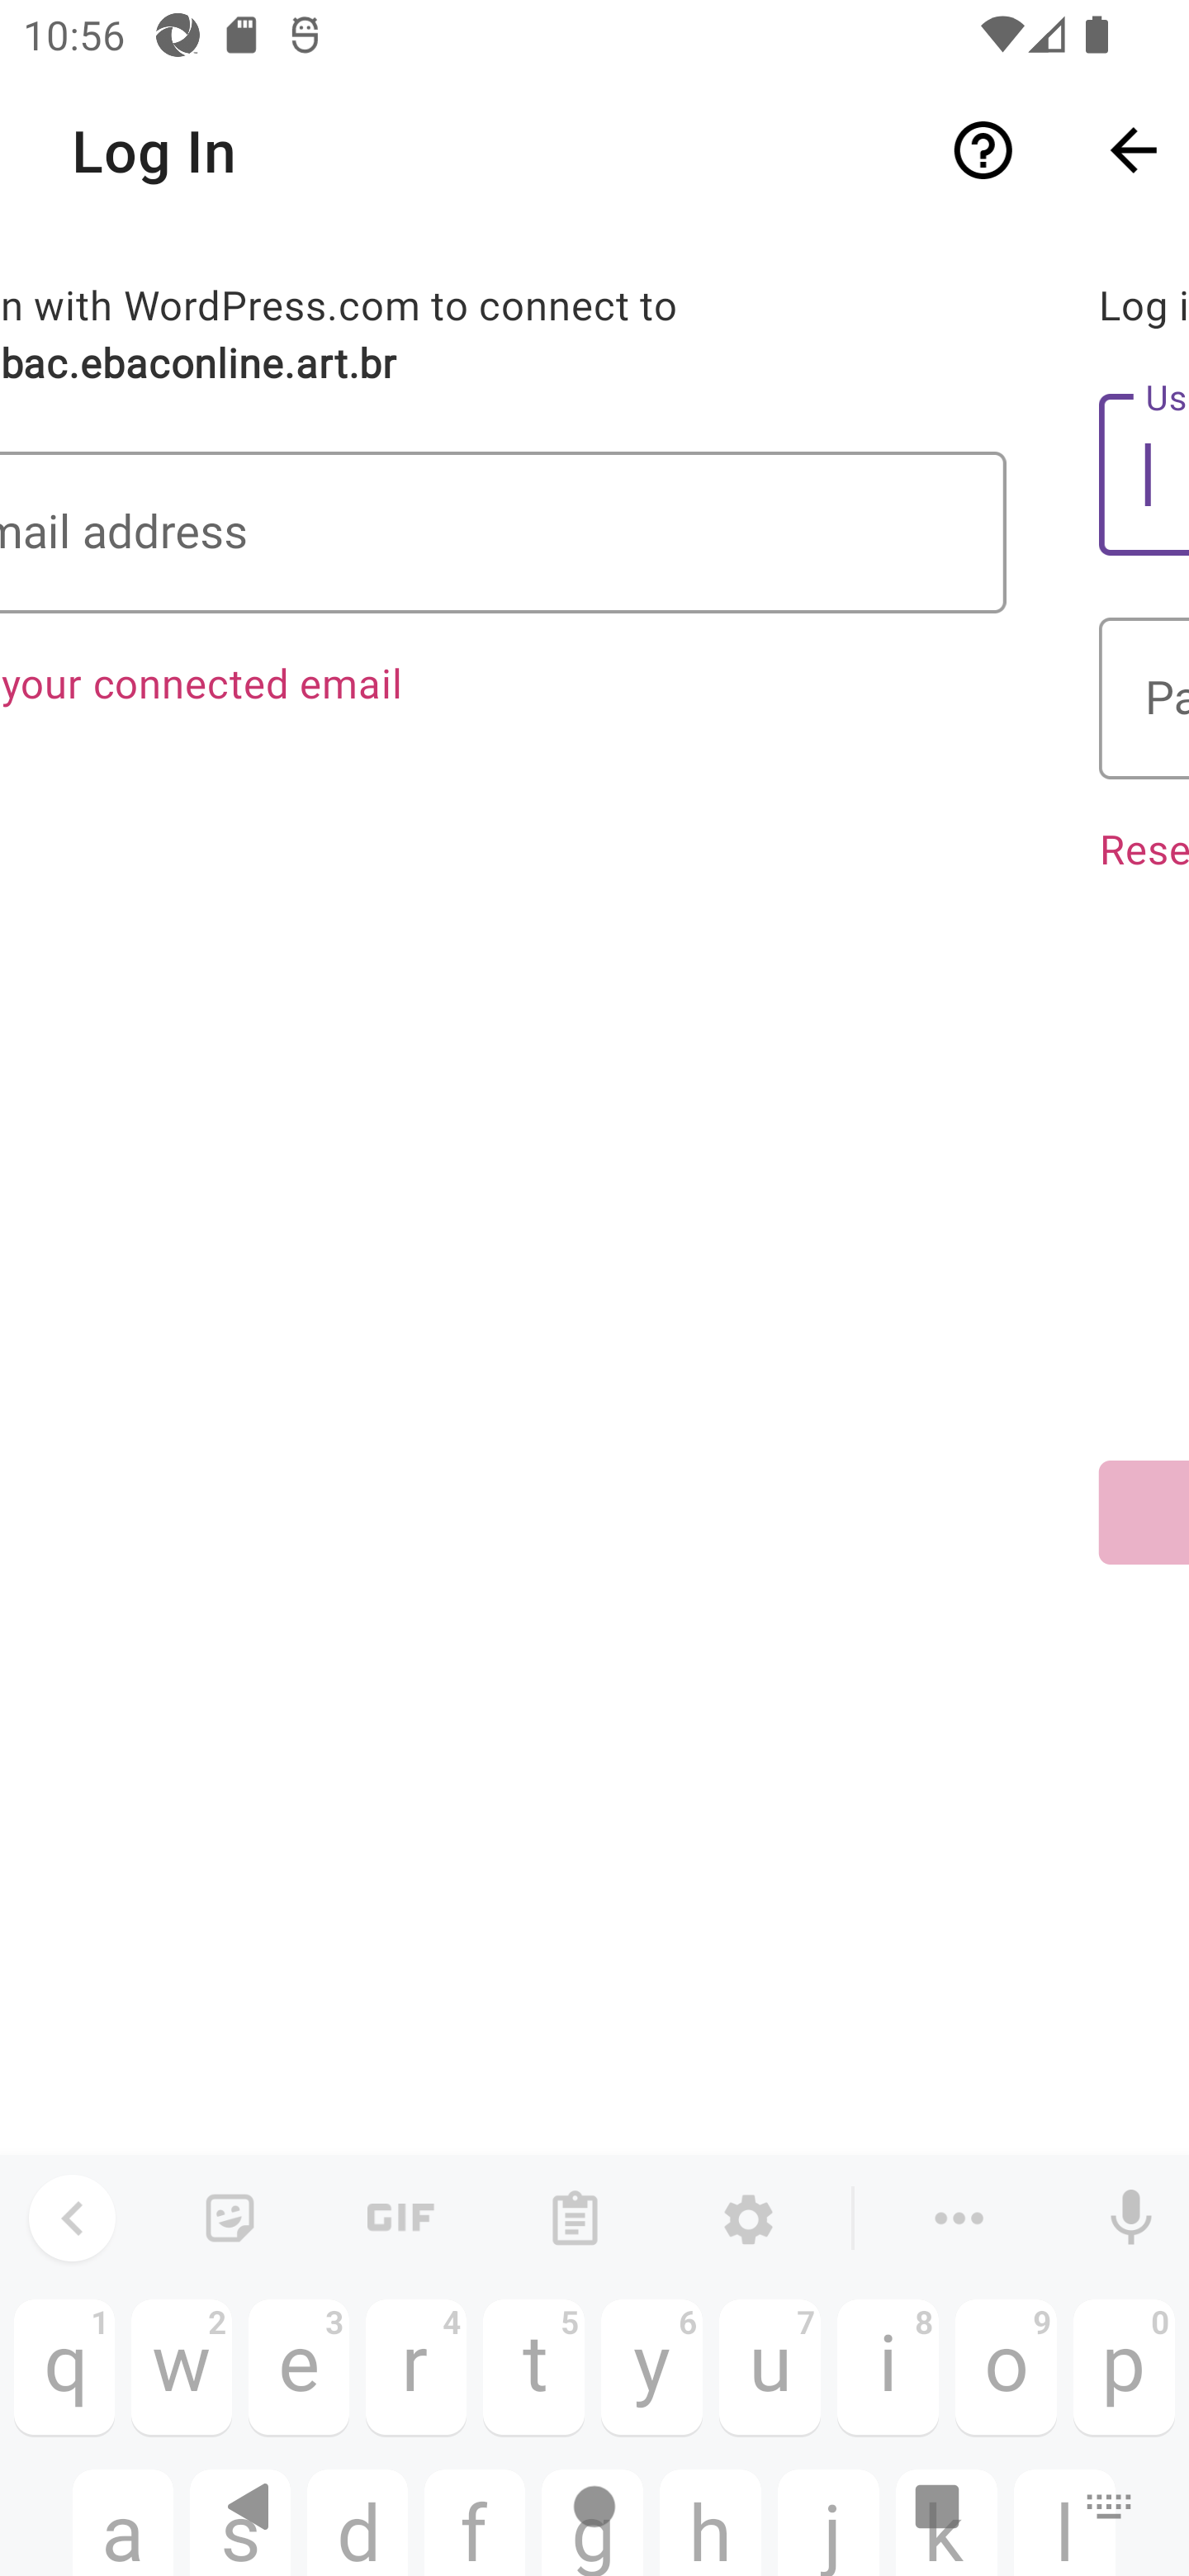 10:56
Log In
n with WordPress.com to connect to
bac.ebaconline.art.br
mail address
your connected email
Log i
Us
Pa
Rese
GIF
1 2 3 4 5 6 7 8 9 0
q w e r t y u i o p
a s d f g h j k l